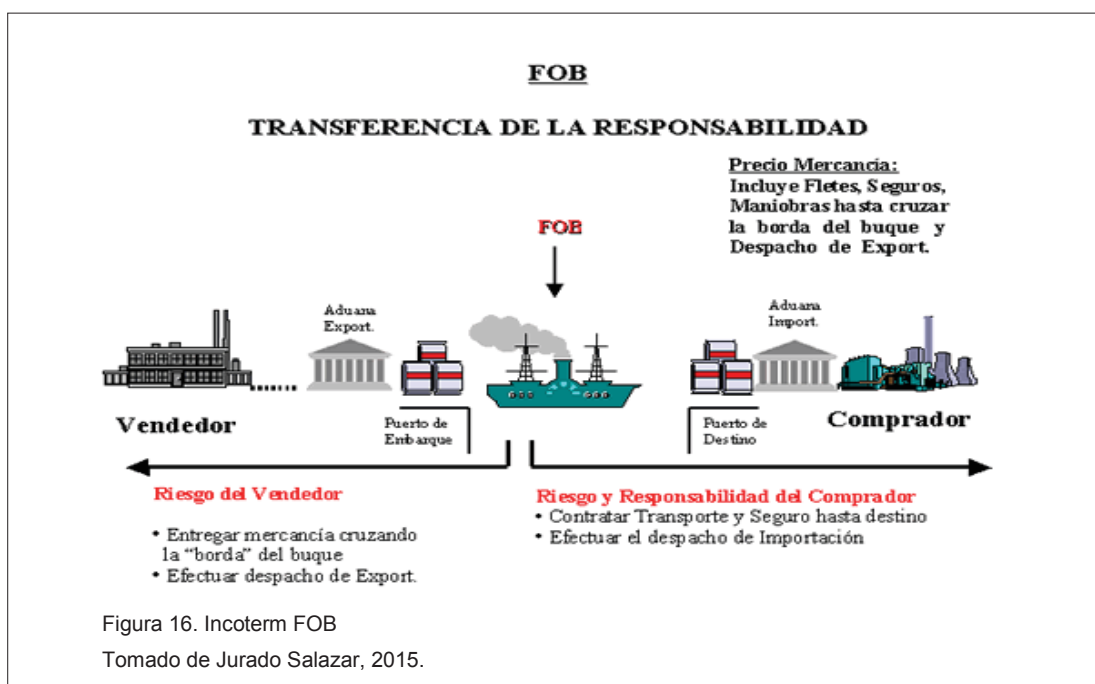 FOB
TRANSFERENCIA DE LA RESPONSABILIDAD
Precio Mercancía:
Incluye Fletes, Seguros,
Maniobras hasta cruzar
la borda del buque y
Despacho de Export.
FOB
Aduana
Export.
Aduana
Import.
Vendedor
Puerto de
Embarque
Puerto de
Destino
Comprador
Riesgo del Vendedor
• Entregar mercancía cruzando
la “borda” del buque
• Efectuar despacho de Export.
Riesgo y Responsabilidad del Comprador
• Contratar Transporte y Seguro hasta destino
• Efectuar el despacho de Importación
Figura 16. Incoterm FOB
Tomado de Jurado Salazar, 2015.